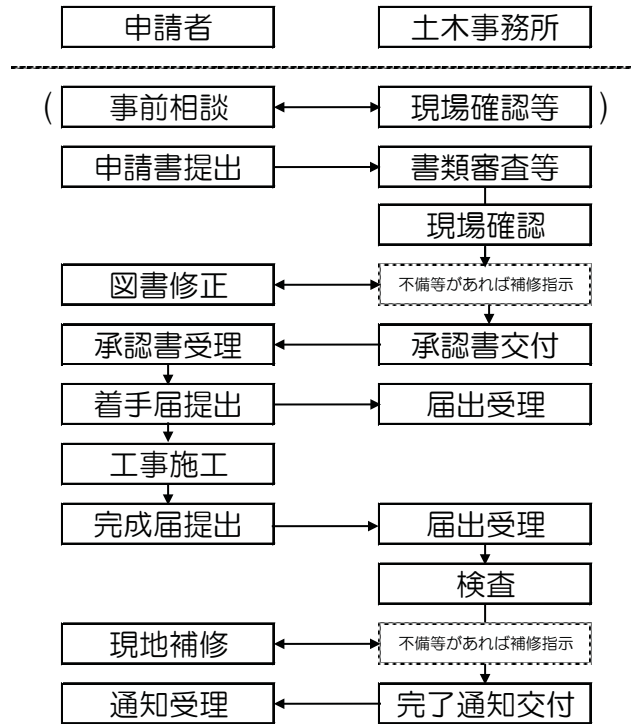 申請者 土木事務所
( 事前相談 現場確認等 )
申請書提出 書類審査等
現場確認
図書修正 不備等があれば補修指示
承認書受理 承認書交付
着手届提出 届出受理
工事施工
完成届提出 届出受理
検査
現地補修 不備等があれば補修指示
通知受理 完了通知交付